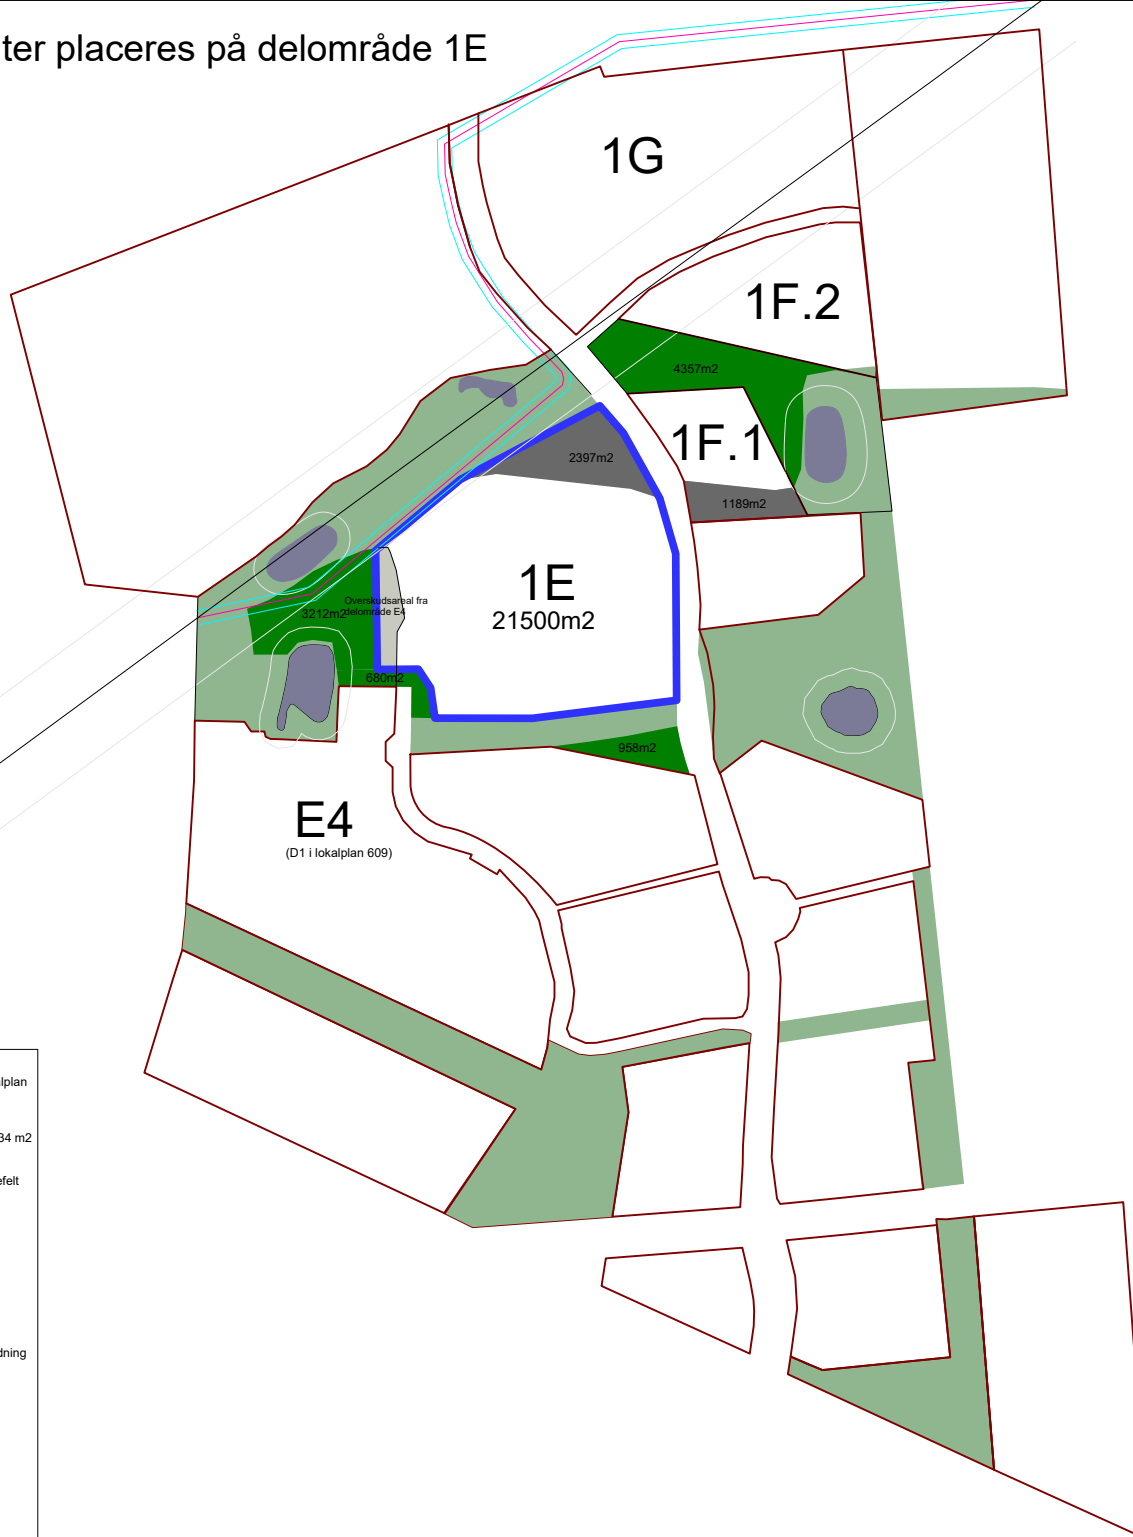 ter placeres på delområde 1E
1G
1F.2
4357m2
1F.1
2397m2
1189m2
1E
21500m2
Overskudsareal fra
delområde E4
3212m2
680m2
958m2
E4
(D1 i lokalplan 609)
lplan
34 m2
efelt
dning